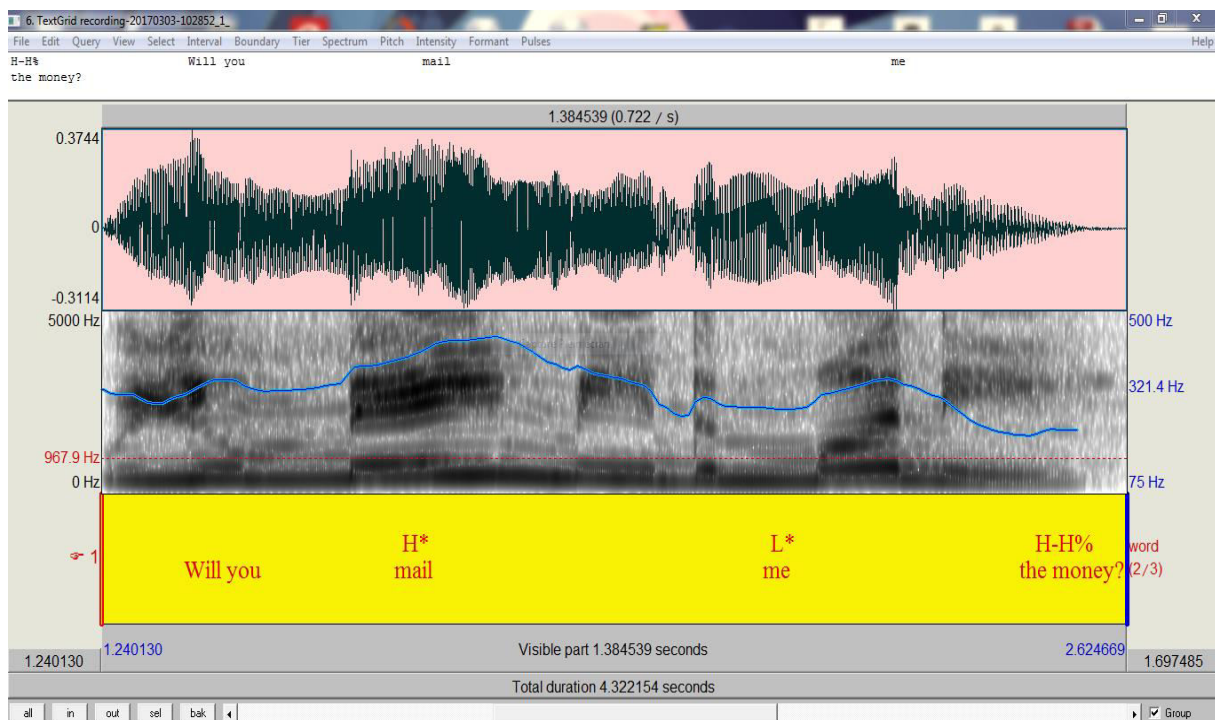 6. TextGrid recording-20170303-102852_1_
File Edit Query View Select Interval Boundary Tier Spectrum Pitch Intensity Formant Pulses Help
H-H% Will you mail me
the money?
1.384539 (0.722 / s)
0.3744
0
-0.3114
5000 Hz 500 Hz
321.4 Hz
967.9 Hz
0 Hz 75 Hz
H* L* H-H% word
1 Will you mail me the money? (2/3)
1.240130 1.240130 Visible part 1.384539 seconds 2.624669 1.697485
Total duration 4.322154 seconds
all in out sel bak Group